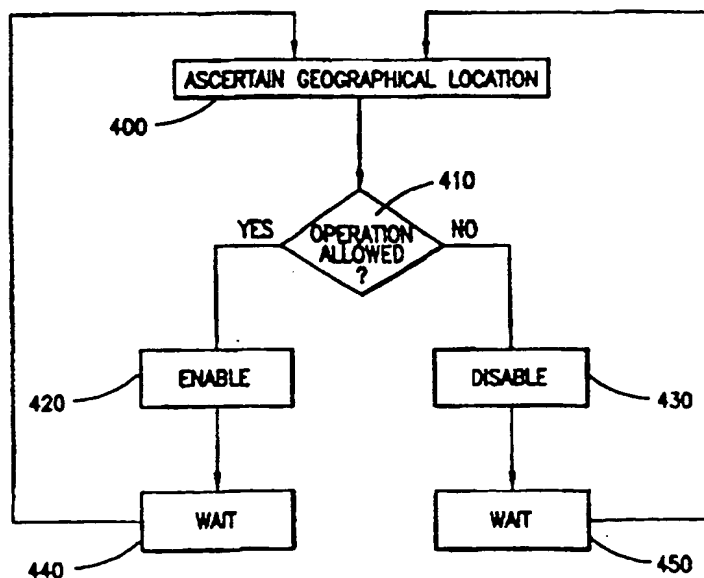 ASCERTAIN GEOGRAPHICAL LOCATION
400
410
YES
OPERATION
ALLOWED
?
NO
ENABLE
420
DISABLE
430
WAIT
440
WAIT
450